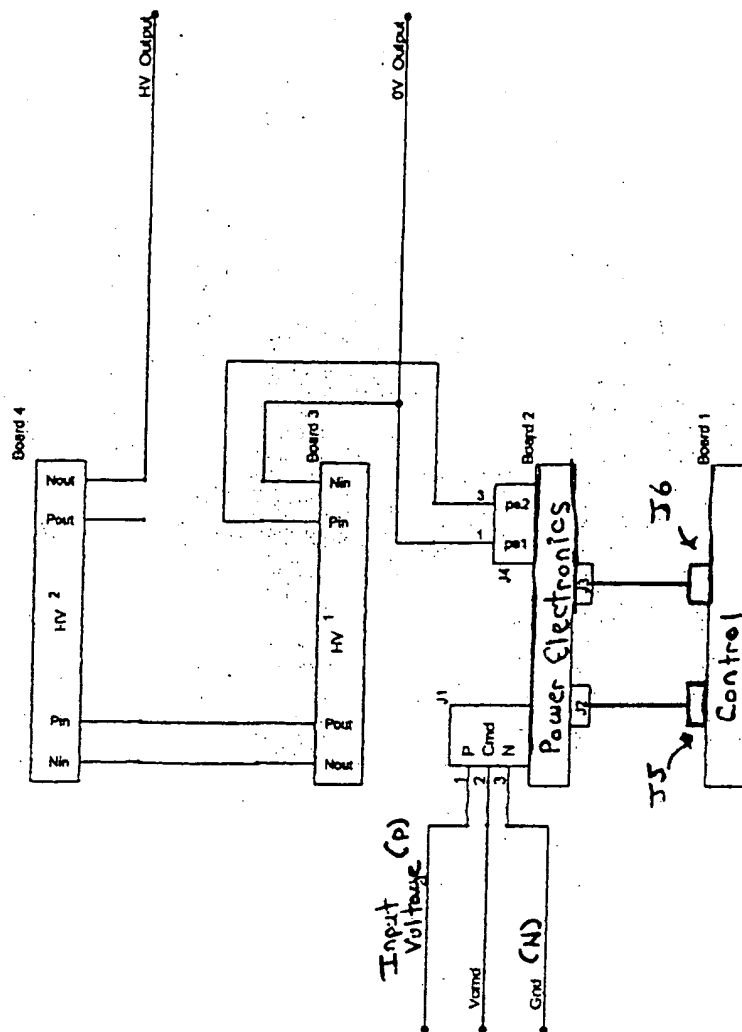 HV Output
0V Output
Board 4
Nout
Pout
HV 2
Pin
Nin
Board 3
Nin
Pin
HV 1
Pout
Nout
Board 2
3
pe2
1
pe1
J4
Power Electronics
J3
J2
J1
P
Cmd
N
1
2
3
Input
Voltage (P)
Vcmd
Gnd (N)
Board 1
J6
J5
Control